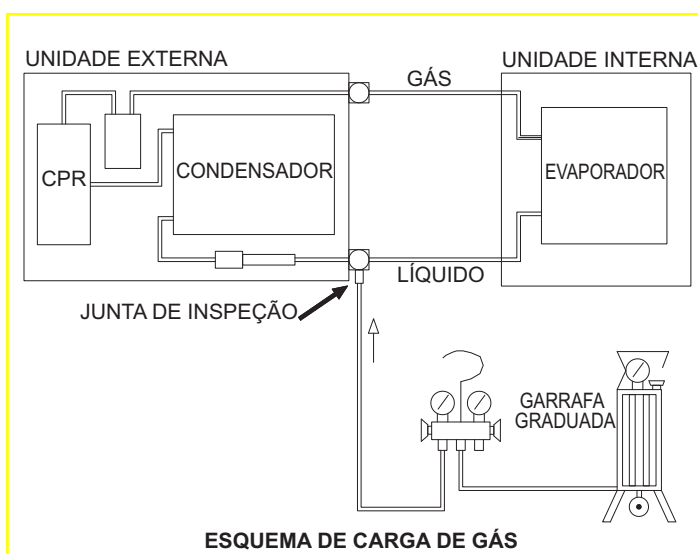 UNIDADE EXTERNA
UNIDADE INTERNA
GÁS
CPR
CONDENSADOR
EVAPORADOR
LÍQUIDO
JUNTA DE INSPEÇÃO
GARRAFA
GRADUADA
ESQUEMA DE CARGA DE GÁS